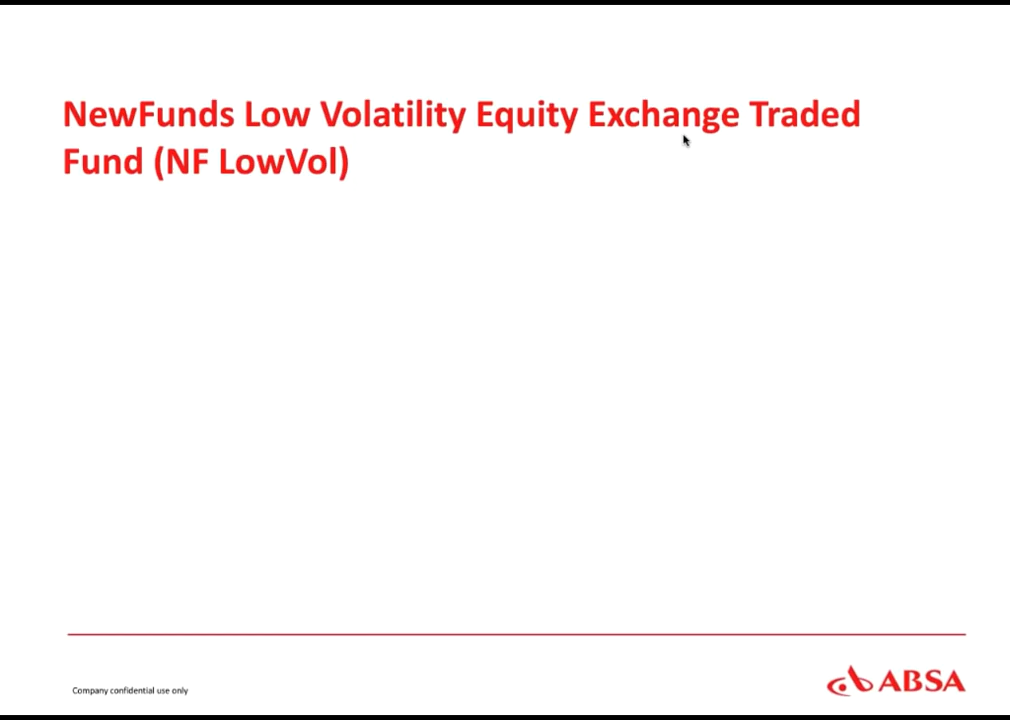 NewFunds Low Volatility Equity Exchange Traded
Fund (NF LowVol)
Company confidential use only
ABSA